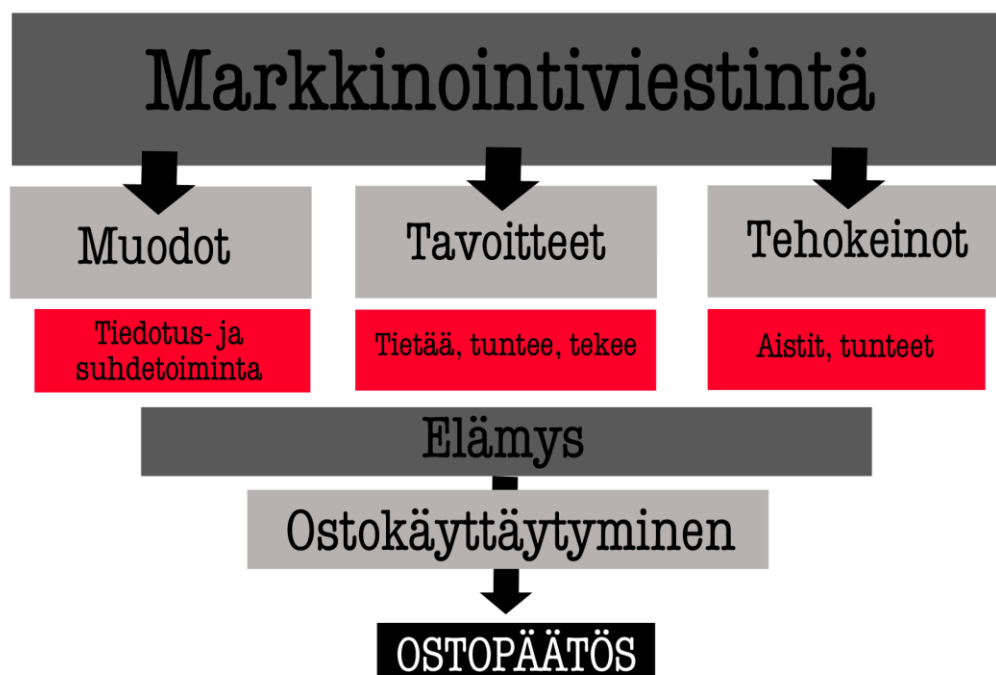 Markkinointiviestintä
Muodot
Tavoitteet
Tehokeinot
Tiedotus- ja
suhdetoiminta
Tietää, tuntee, tekee
Aistit, tunteet
Elämys
Ostokäyttäytyminen
OSTOPÄÄTÖS